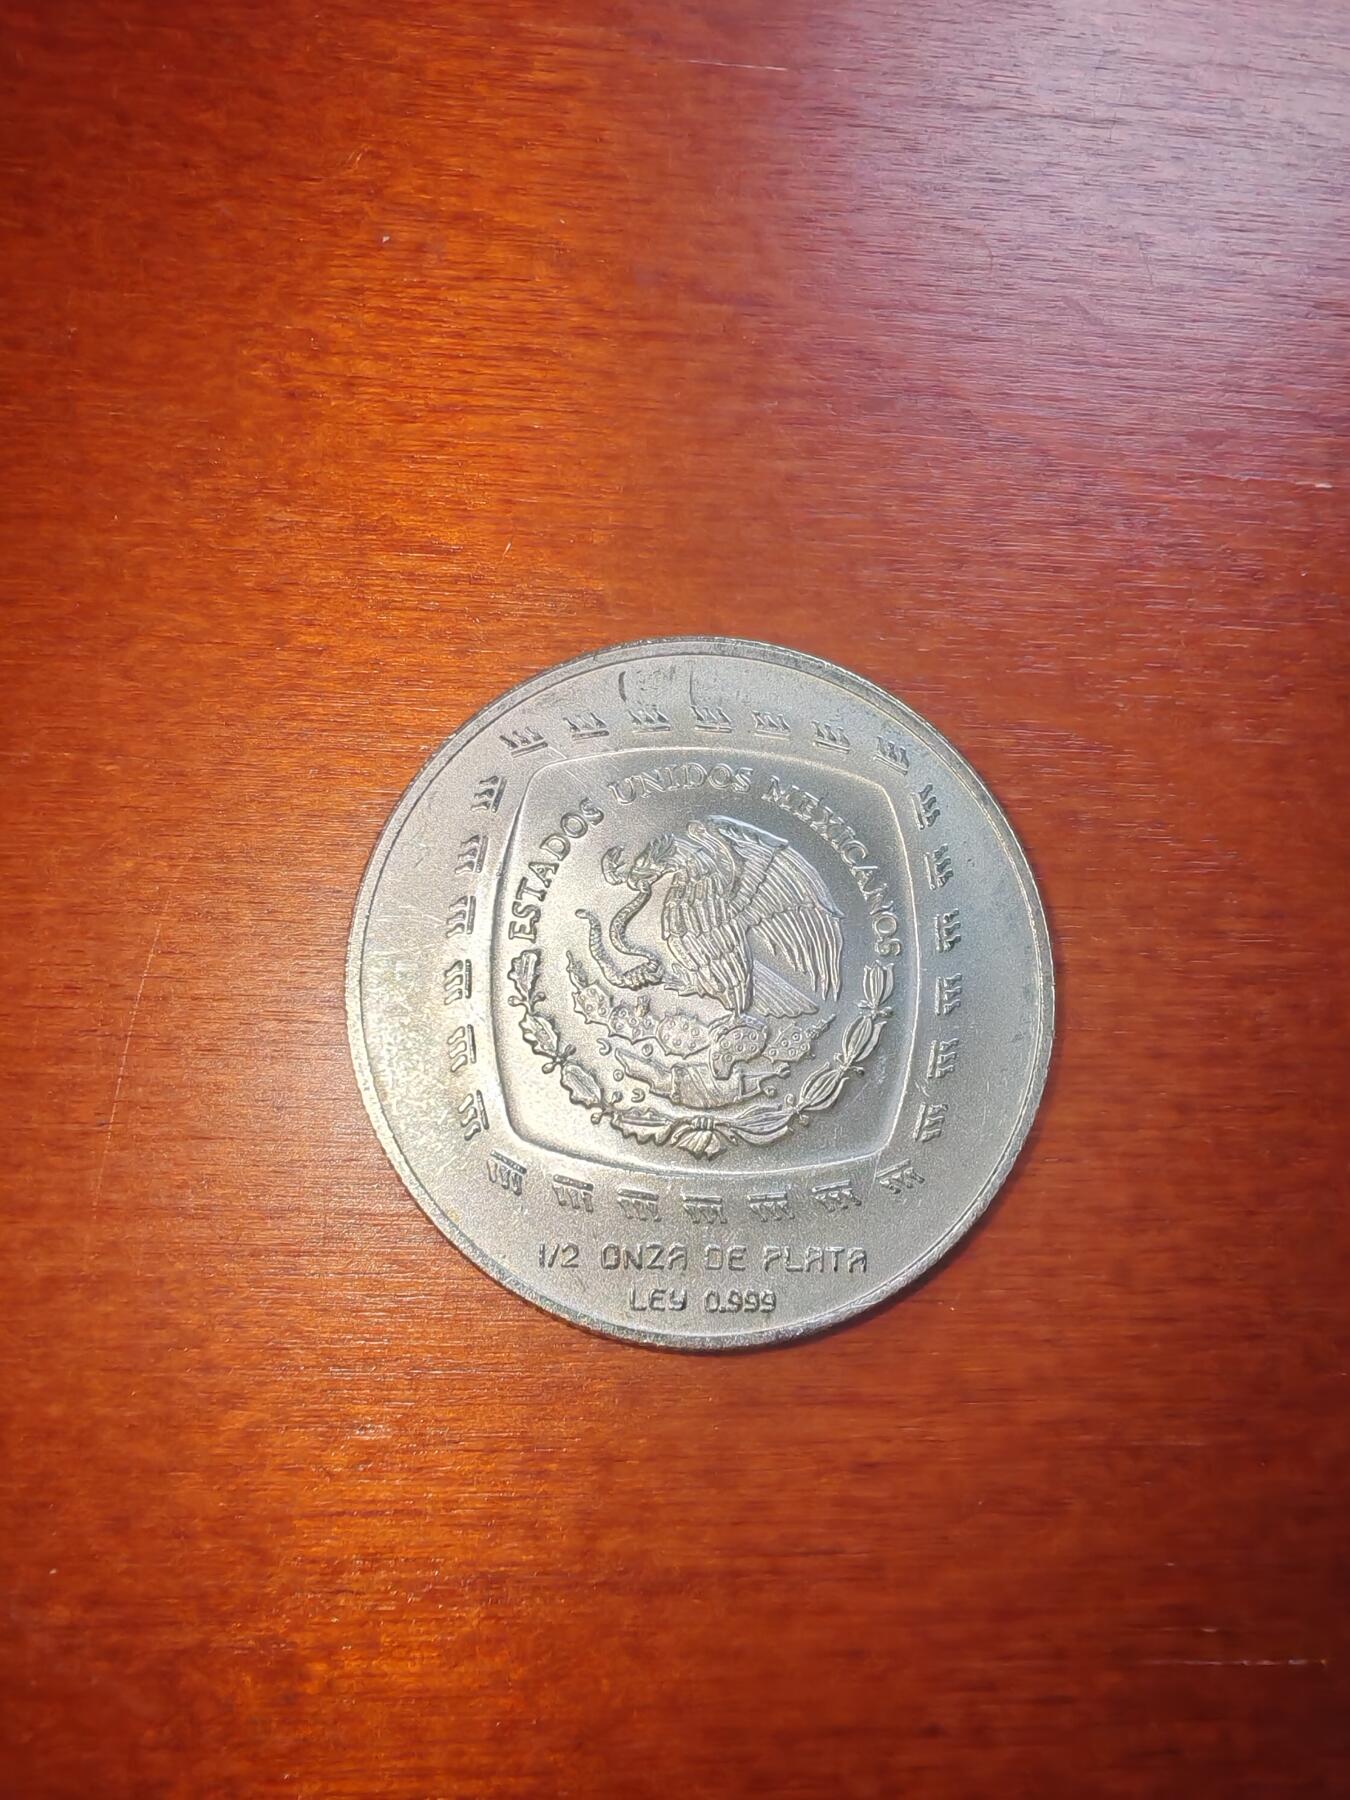 ESTADOS UNIDOS MEXICANOS
1/2 ONZA DE PLATA
LEY 0.999